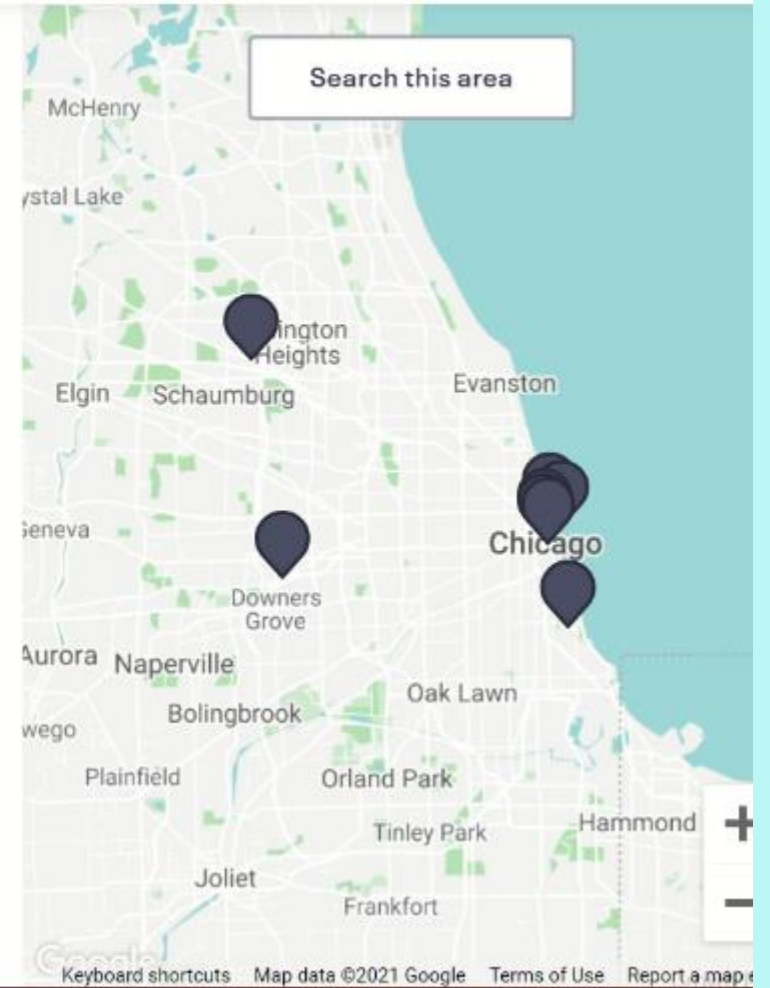 Search this area
McHenry
ystal Lake
ington
Heights
Elgin
Schaumburg
Evanston
Geneva
Chicago
Downers
Grove
Aurora
Naperville
Oak Lawn
Bolingbrook
wego
Plainfield
Orland Park
Hammond
Tinley Park
Joliet
Frankfort
+
−
Google
Keyboard shortcuts Map data ©2021 Google Terms of Use Report a map e